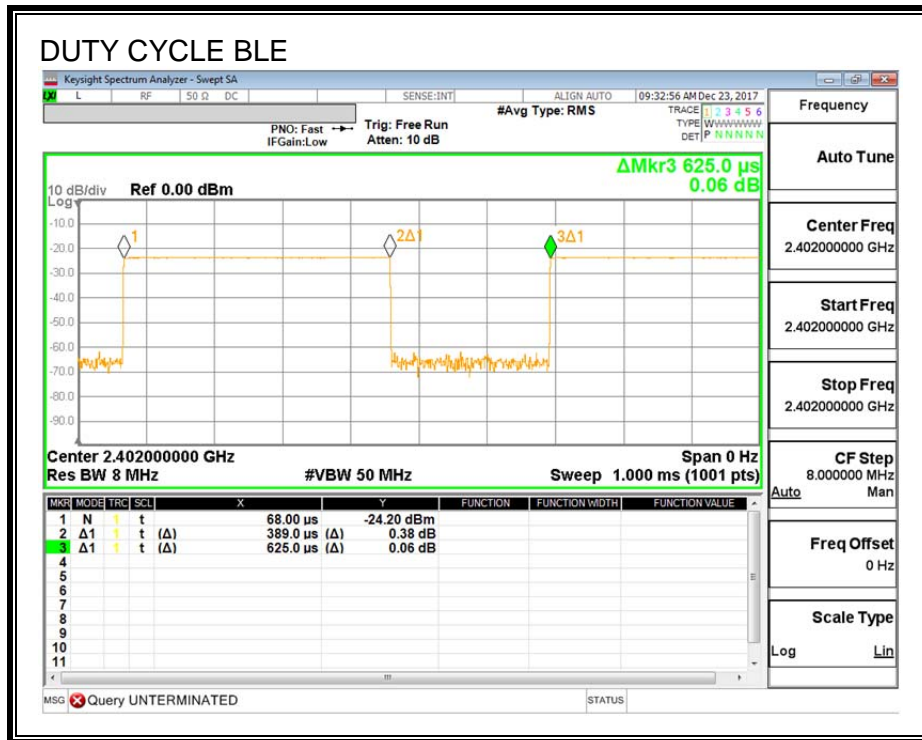 DUTY CYCLE BLE
Keysight Spectrum Analyzer - Swept SA
LXI L RF 50 Ω DC SENSE:INT ALIGN AUTO 09:32:56 AM Dec 23, 2017
PNO: Fast
IFGain:Low
Trig: Free Run
Atten: 10 dB
#Avg Type: RMS
TRACE 1 2 3 4 5 6
TYPE WWWWWW
DET P N N N N N
ΔMkr3 625.0 µs
0.06 dB
10 dB/div Ref 0.00 dBm
Log
-10.0
-20.0
-30.0
-40.0
-50.0
-60.0
-70.0
-80.0
-90.0
1
2Δ1
3Δ1
Center 2.402000000 GHz Span 0 Hz
Res BW 8 MHz #VBW 50 MHz Sweep 1.000 ms (1001 pts)
MKR MODE TRC SCL X Y FUNCTION FUNCTION WIDTH FUNCTION VALUE
1 N 1 t 68.00 µs -24.20 dBm
2 Δ1 1 t (Δ) 389.0 µs (Δ) 0.38 dB
3 Δ1 1 t (Δ) 625.0 µs (Δ) 0.06 dB
4
5
6
7
8
9
10
11
MSG Query UNTERMINATED STATUS
Frequency
Auto Tune
Center Freq
2.402000000 GHz
Start Freq
2.402000000 GHz
Stop Freq
2.402000000 GHz
CF Step
8.000000 MHz
Auto Man
Freq Offset
0 Hz
Scale Type
Log Lin